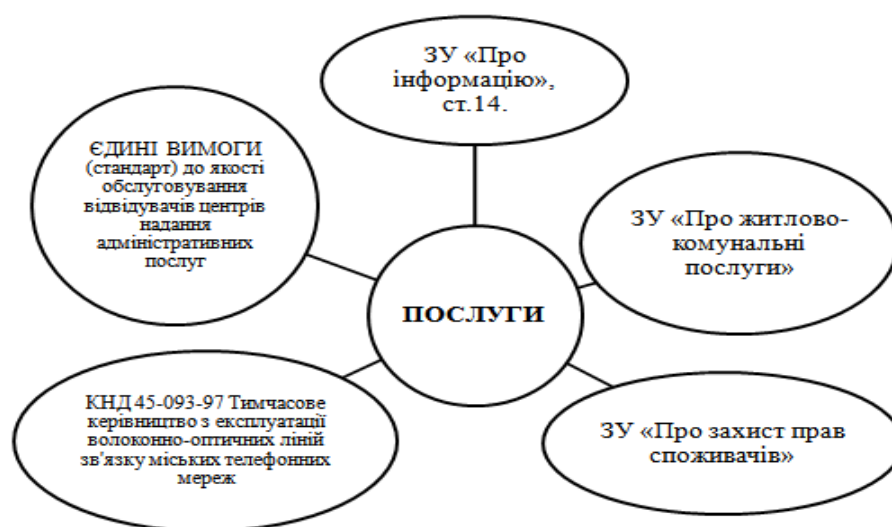 ЗУ «Про
інформацію»,
ст.14.
ЄДИНІ ВИМОГИ
(стандарт) до якості
обслуговування
відвідувачів центрів
надання
адміністративних
послуг
ЗУ «Про житлово-
комунальні
послуги»
ПОСЛУГИ
КНД 45-093-97 Тимчасове
керівництво з експлуатації
волоконно-оптичних ліній
зв'язку міських телефонних
мереж
ЗУ «Про захист прав
споживачів»